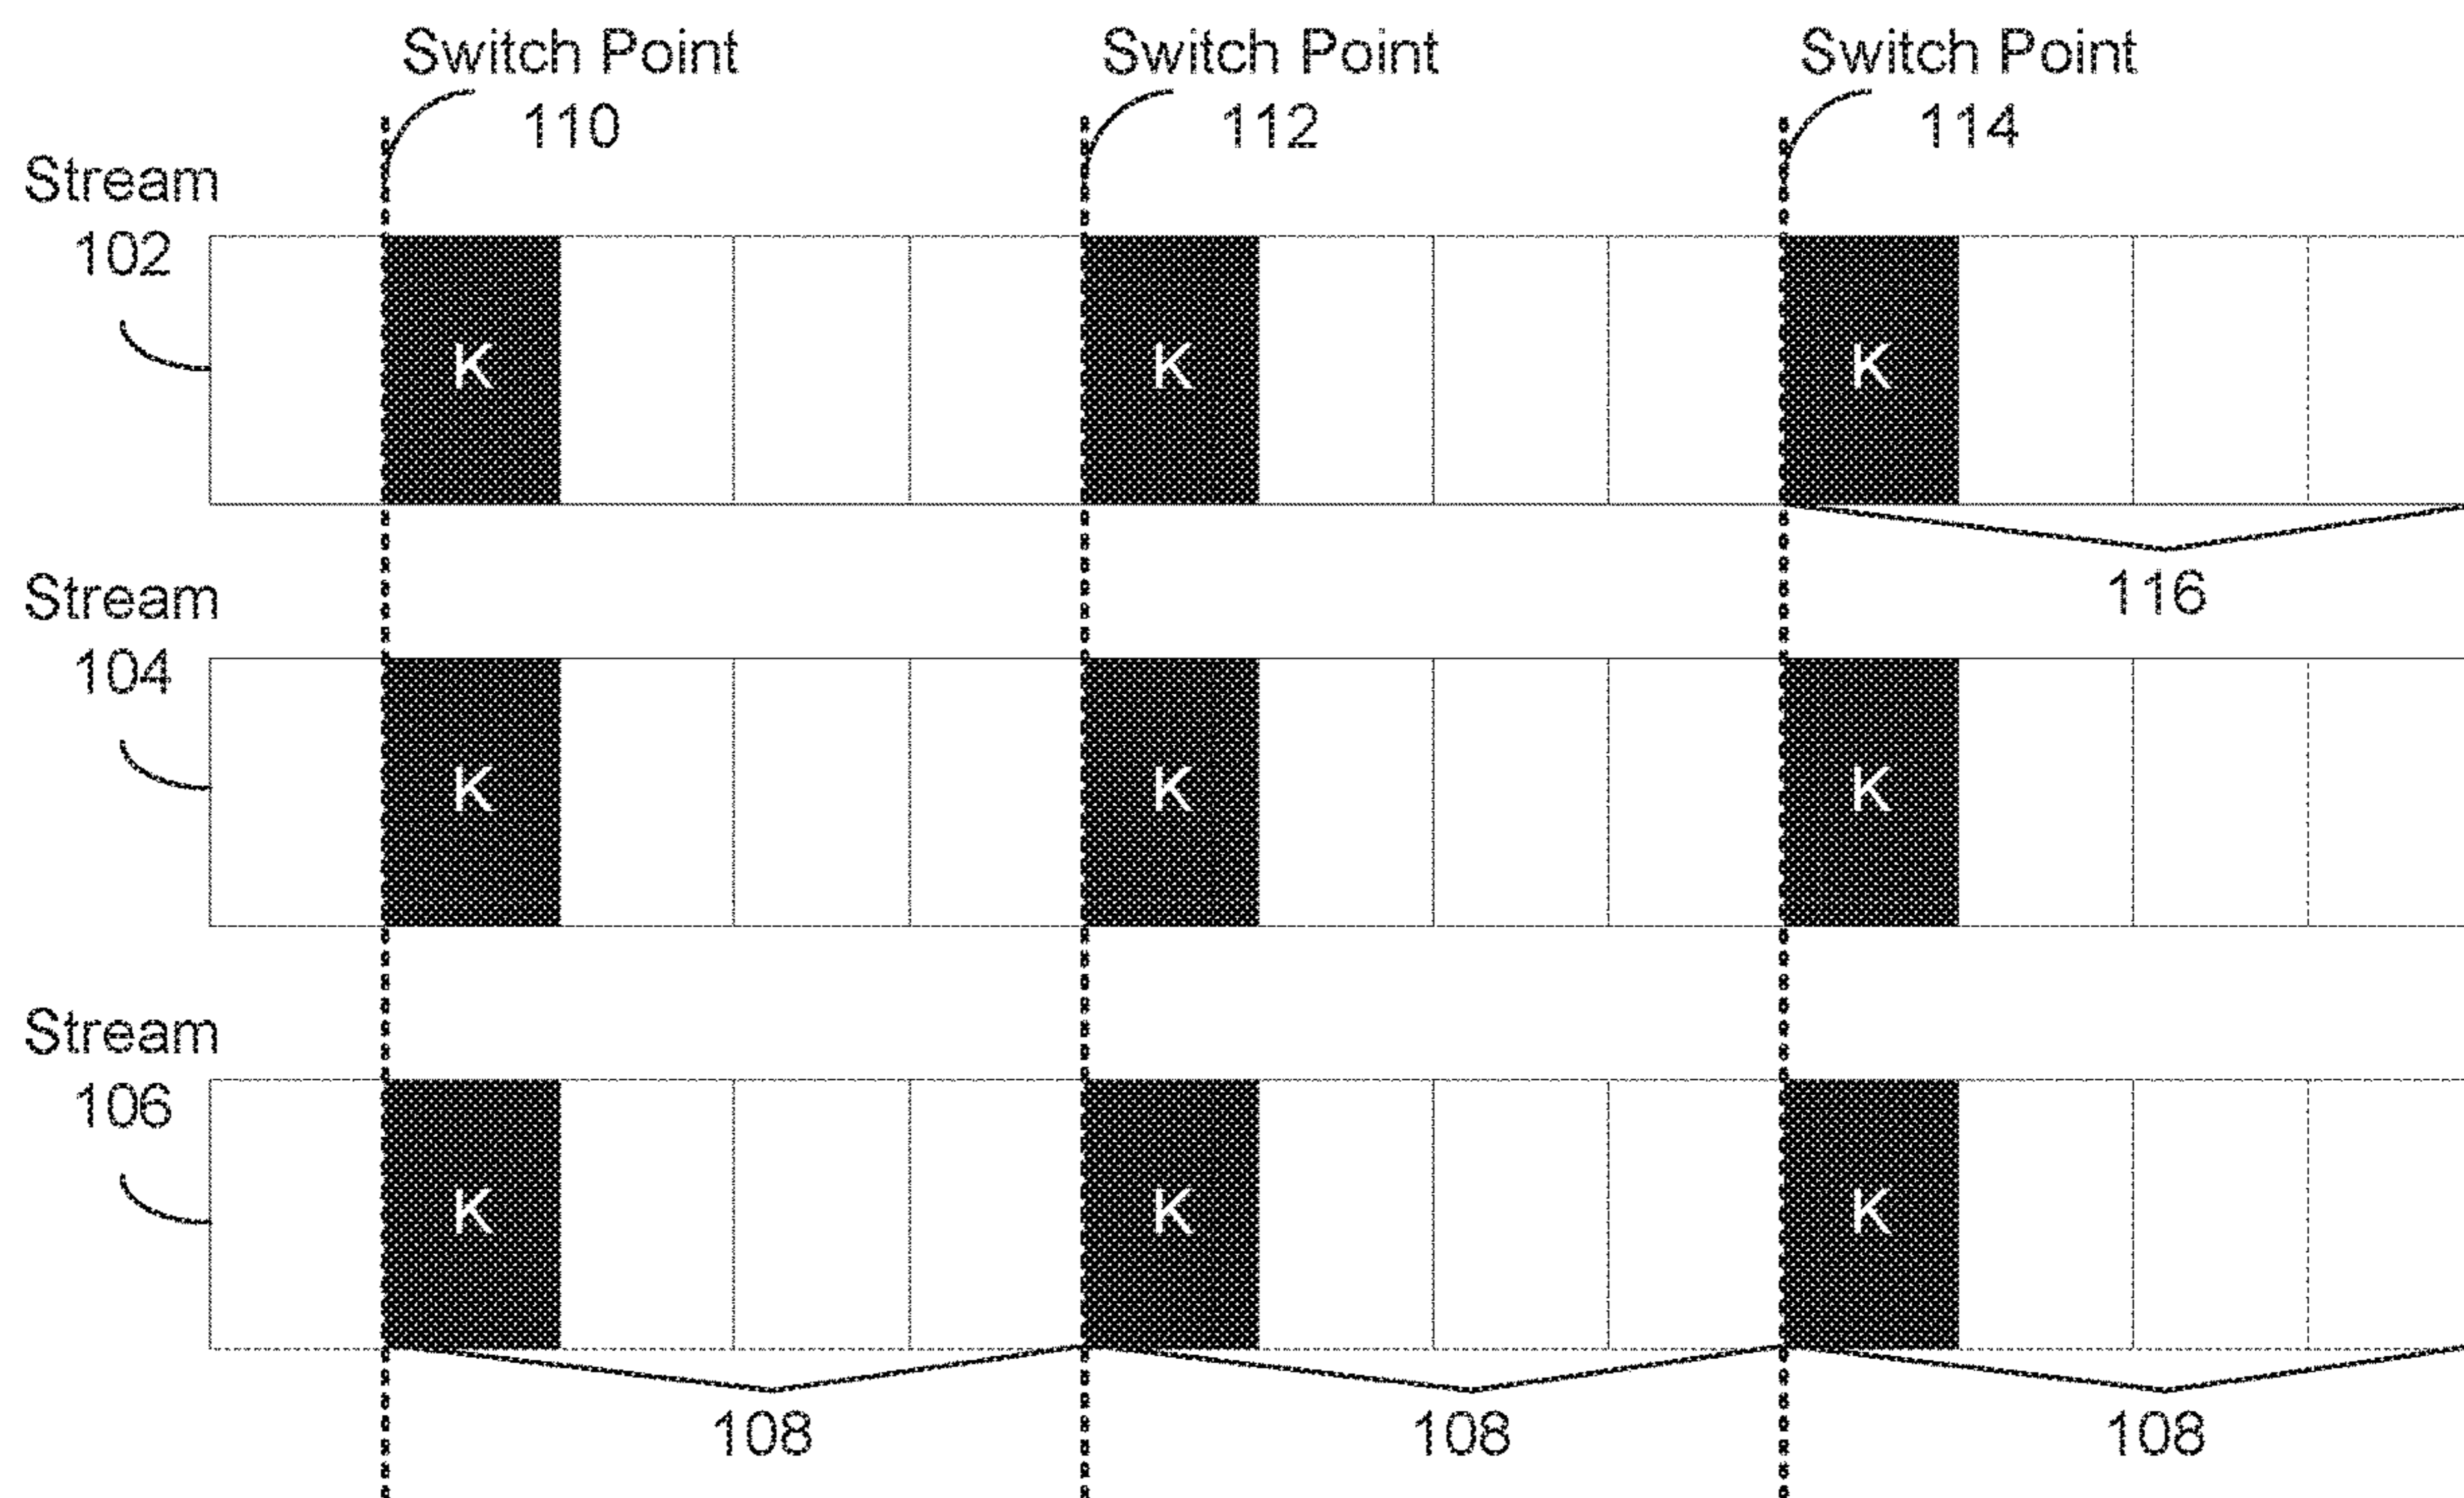 Switch Point
110
Switch Point
112
Switch Point
114
Stream
102
K
K
K
116
Stream
104
K
K
K
Stream
106
K
K
K
108
108
108